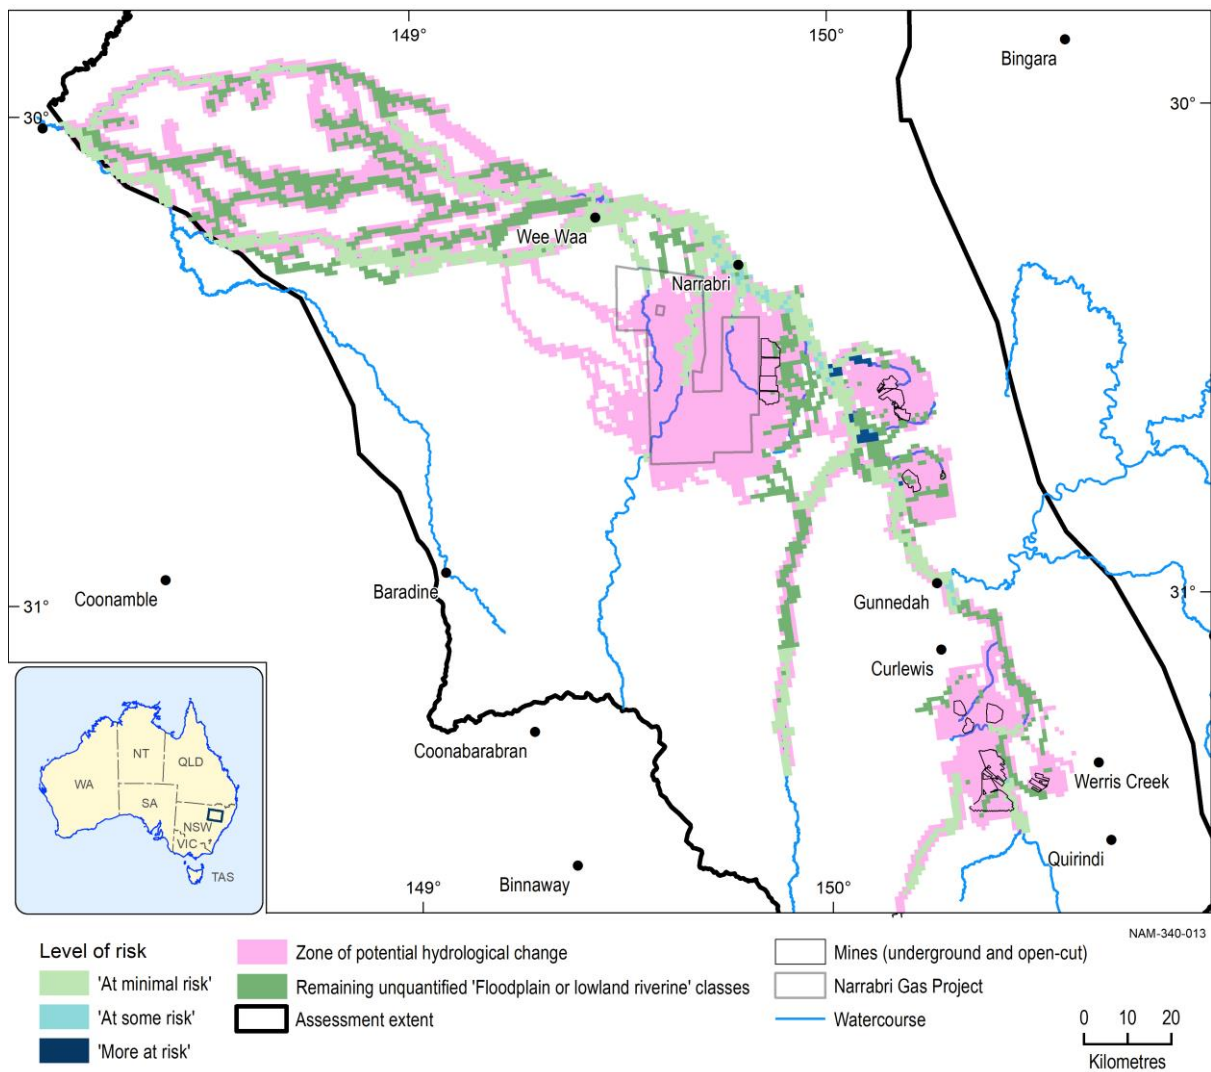 149°
150°
Bingara
30°
30°
Wee Waa
Narrabri
31°
31°
Coonamble
Baradine
Gunnedah
Curlewis
Coonabarabran
Werris Creek
Quirindi
Binnaway
149°
150°
WA
NT
QLD
SA
NSW
VIC
TAS
NAM-340-013
Level of risk
'At minimal risk'
'At some risk'
'More at risk'
Zone of potential hydrological change
Remaining unquantified 'Floodplain or lowland riverine' classes
Assessment extent
Mines (underground and open-cut)
Narrabri Gas Project
Watercourse
0 10 20
Kilometres